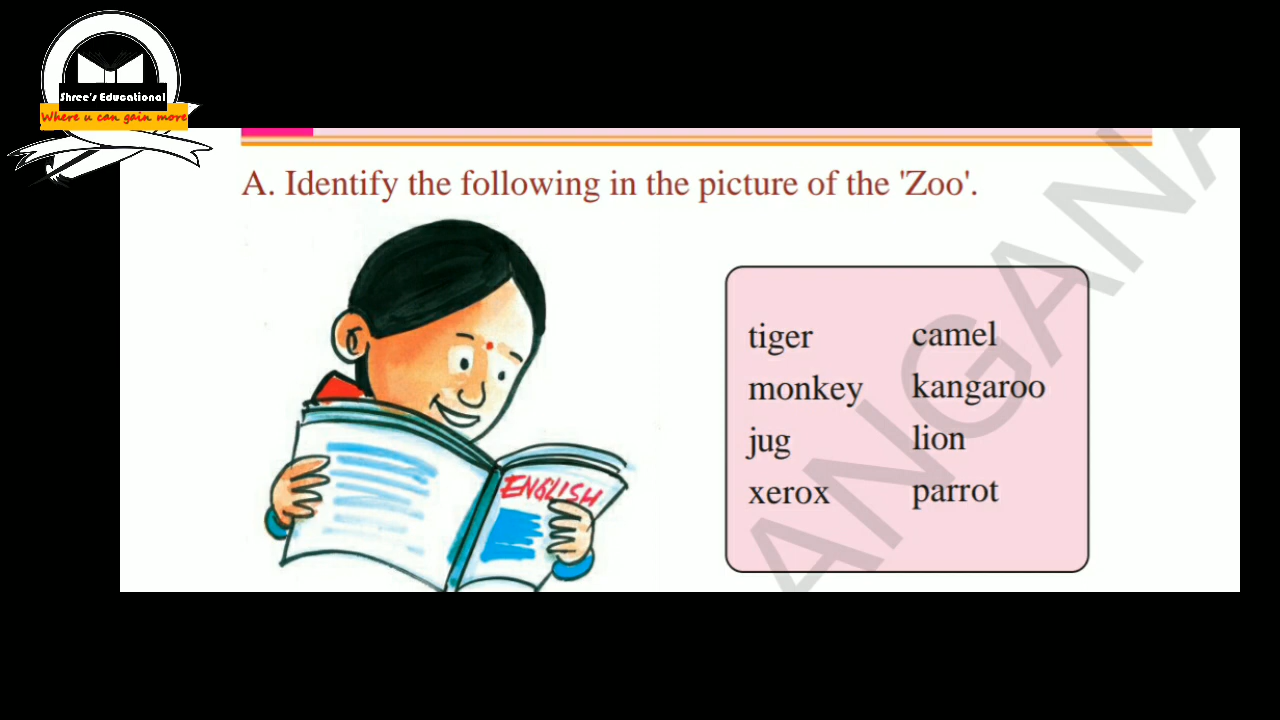 Shree's Educational
Where u can gain more
A. Identify the following in the picture of the 'Zoo'.
ENGLISH
tiger camel
monkey kangaroo
jug lion
xerox parrot
ANGANA